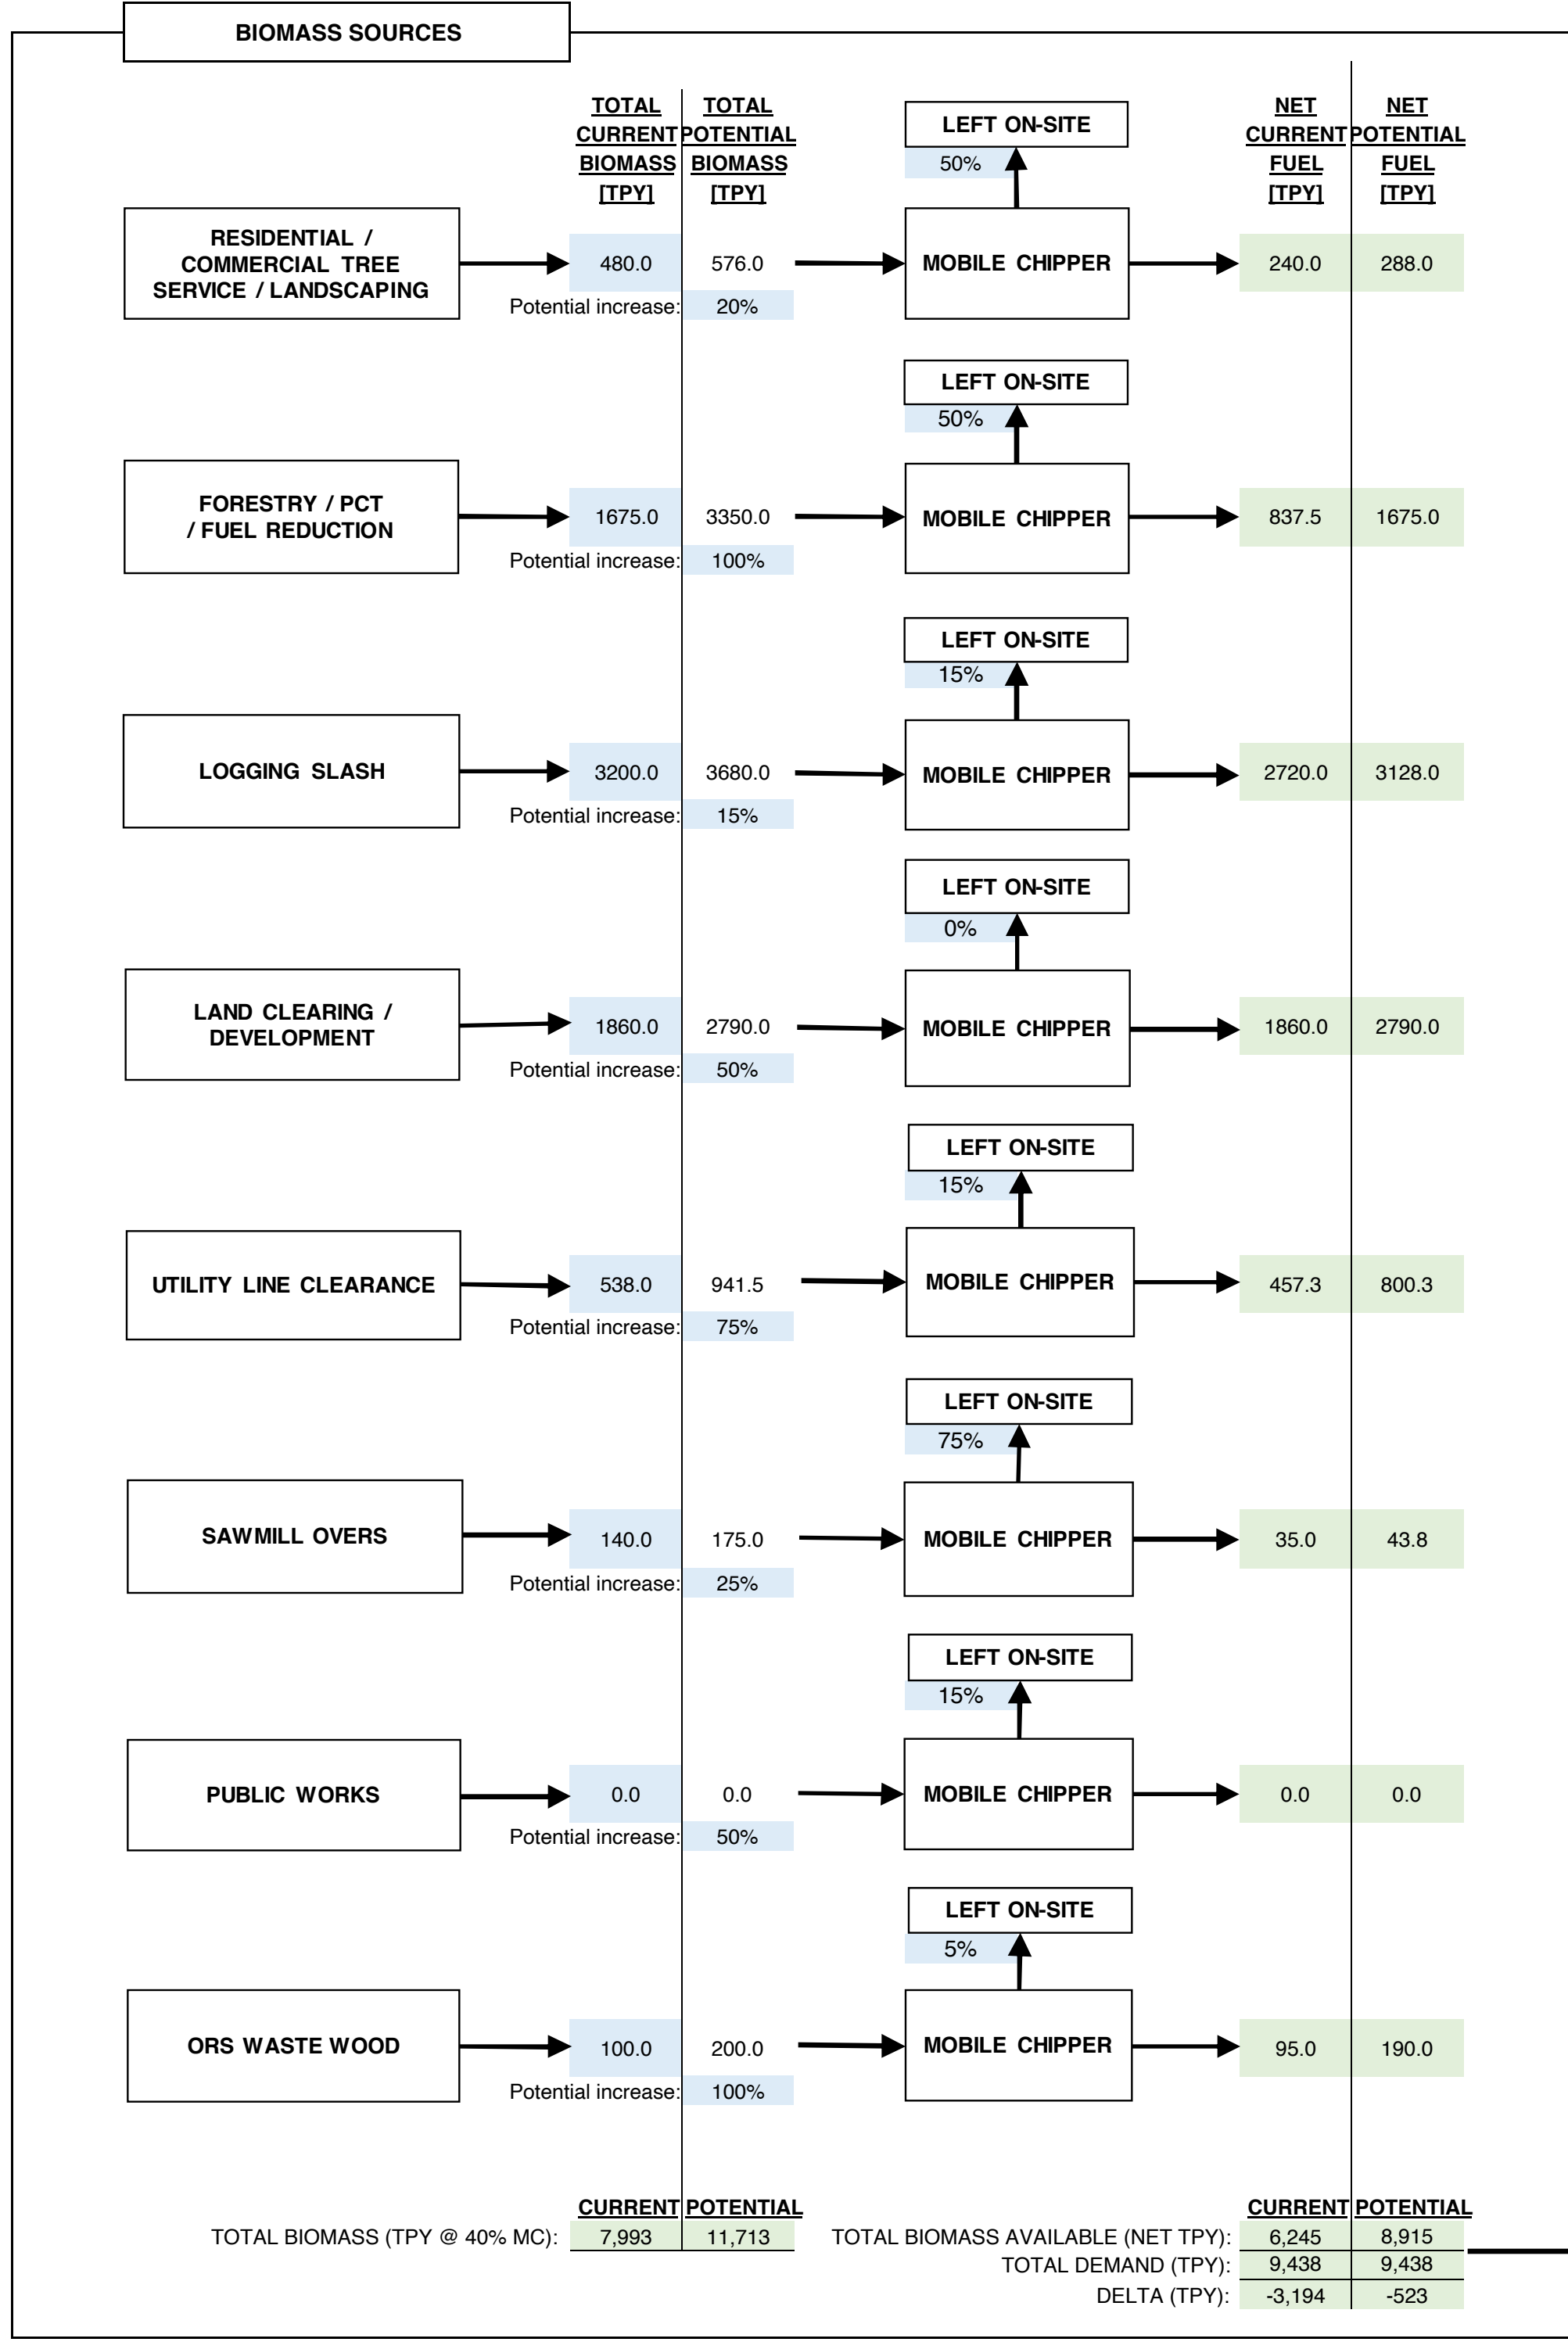 BIOMASS SOURCES
TOTAL CURRENT BIOMASS [TPY]
TOTAL POTENTIAL BIOMASS [TPY]
LEFT ON-SITE
50%
NET CURRENT FUEL [TPY]
NET POTENTIAL FUEL [TPY]
RESIDENTIAL /
COMMERCIAL TREE
SERVICE / LANDSCAPING
480.0
576.0
MOBILE CHIPPER
240.0
288.0
Potential increase:
20%
LEFT ON-SITE
50%
FORESTRY / PCT
/ FUEL REDUCTION
1675.0
3350.0
MOBILE CHIPPER
837.5
1675.0
Potential increase:
100%
LEFT ON-SITE
15%
LOGGING SLASH
3200.0
3680.0
MOBILE CHIPPER
2720.0
3128.0
Potential increase:
15%
LEFT ON-SITE
0%
LAND CLEARING /
DEVELOPMENT
1860.0
2790.0
MOBILE CHIPPER
1860.0
2790.0
Potential increase:
50%
LEFT ON-SITE
15%
UTILITY LINE CLEARANCE
538.0
941.5
MOBILE CHIPPER
457.3
800.3
Potential increase:
75%
LEFT ON-SITE
75%
SAWMILL OVERS
140.0
175.0
MOBILE CHIPPER
35.0
43.8
Potential increase:
25%
LEFT ON-SITE
15%
PUBLIC WORKS
0.0
0.0
MOBILE CHIPPER
0.0
0.0
Potential increase:
50%
LEFT ON-SITE
5%
ORS WASTE WOOD
100.0
200.0
MOBILE CHIPPER
95.0
190.0
Potential increase:
100%
CURRENT POTENTIAL
TOTAL BIOMASS (TPY @ 40% MC): 7,993 11,713
CURRENT POTENTIAL
TOTAL BIOMASS AVAILABLE (NET TPY): 6,245 8,915
TOTAL DEMAND (TPY): 9,438 9,438
DELTA (TPY): -3,194 -523